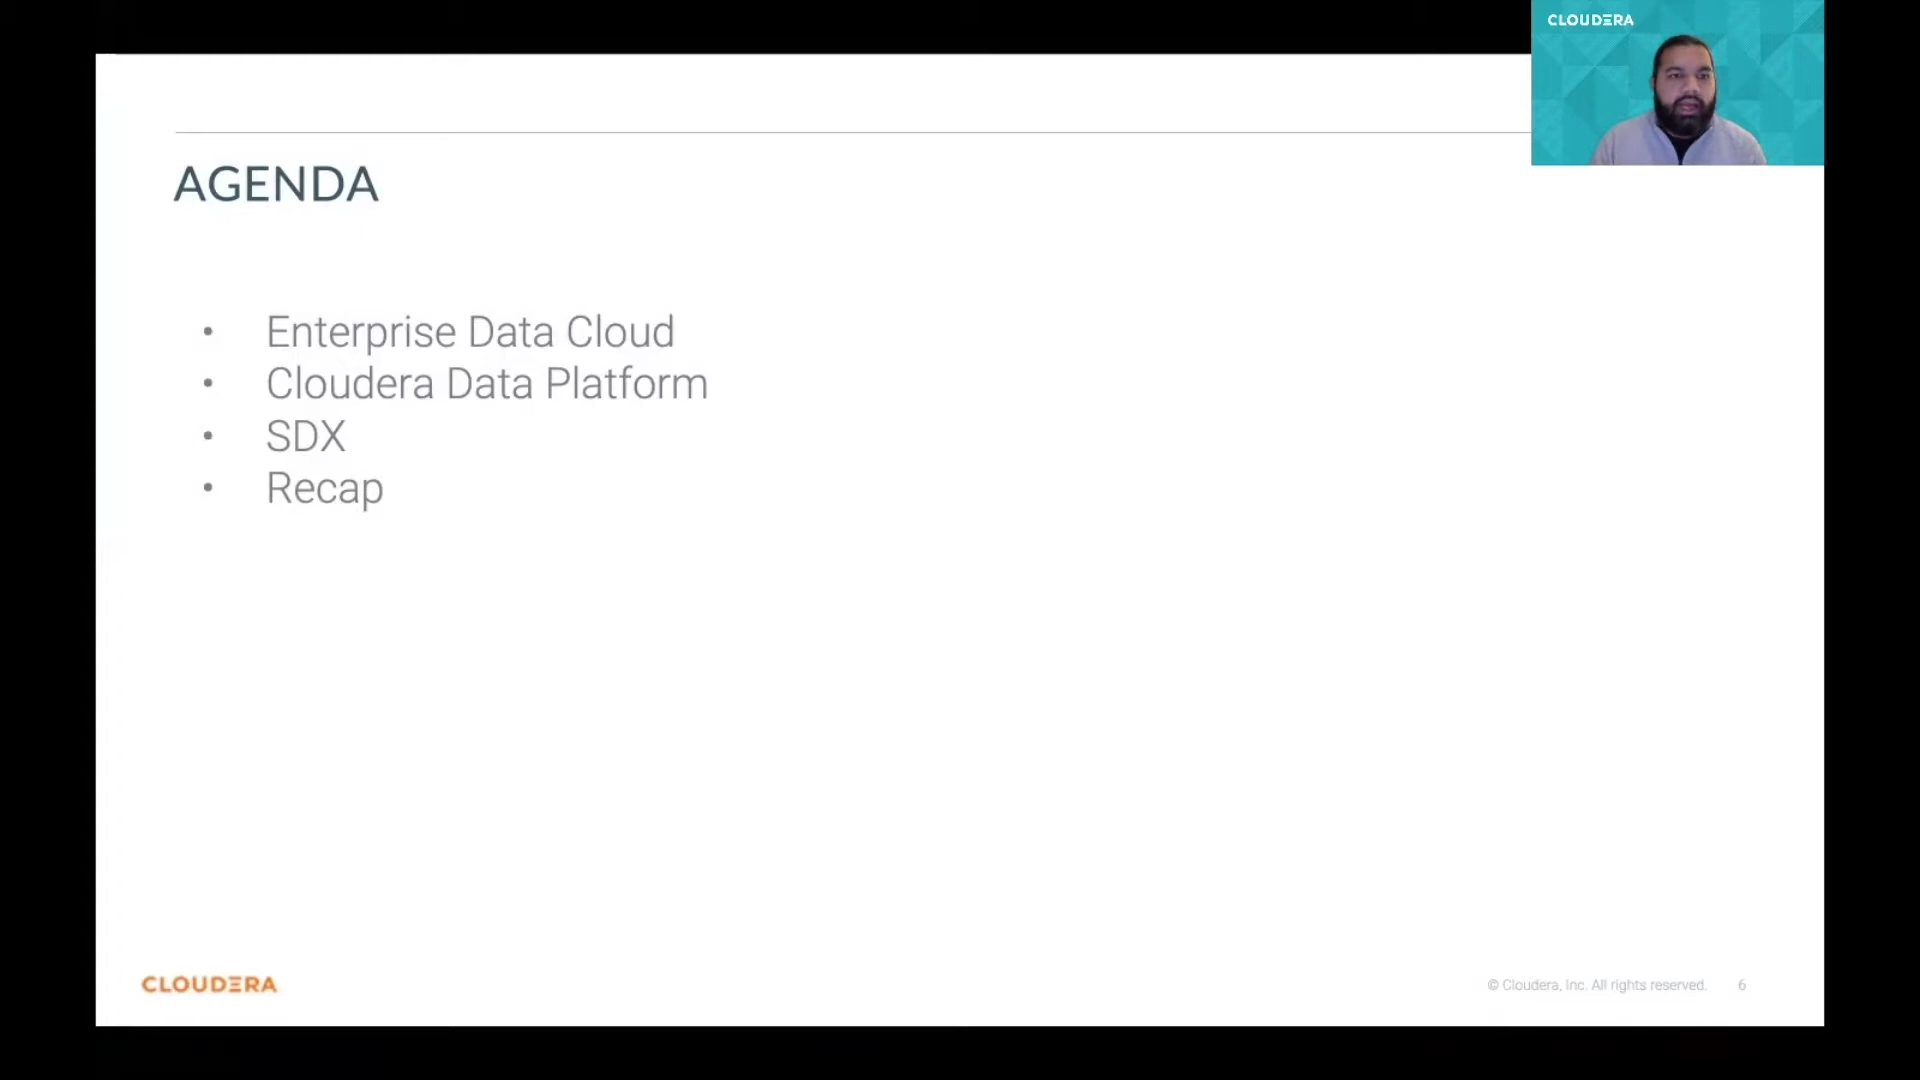 CLOUDERA
AGENDA
• Enterprise Data Cloud
• Cloudera Data Platform
• SDX
• Recap
CLOUDERA
© Cloudera, Inc. All rights reserved. 6